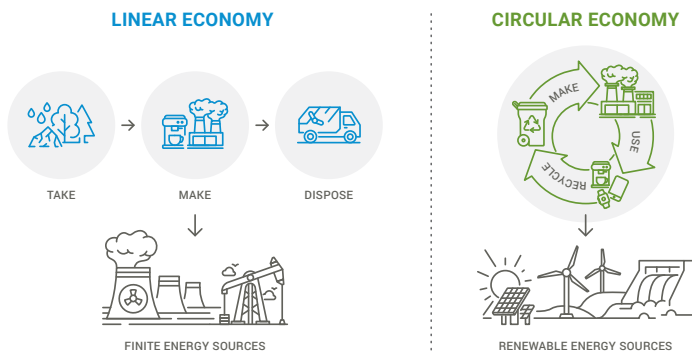 LINEAR ECONOMY
TAKE
MAKE
DISPOSE
FINITE ENERGY SOURCES
CIRCULAR ECONOMY
MAKE
USE
RECYCLE
RENEWABLE ENERGY SOURCES